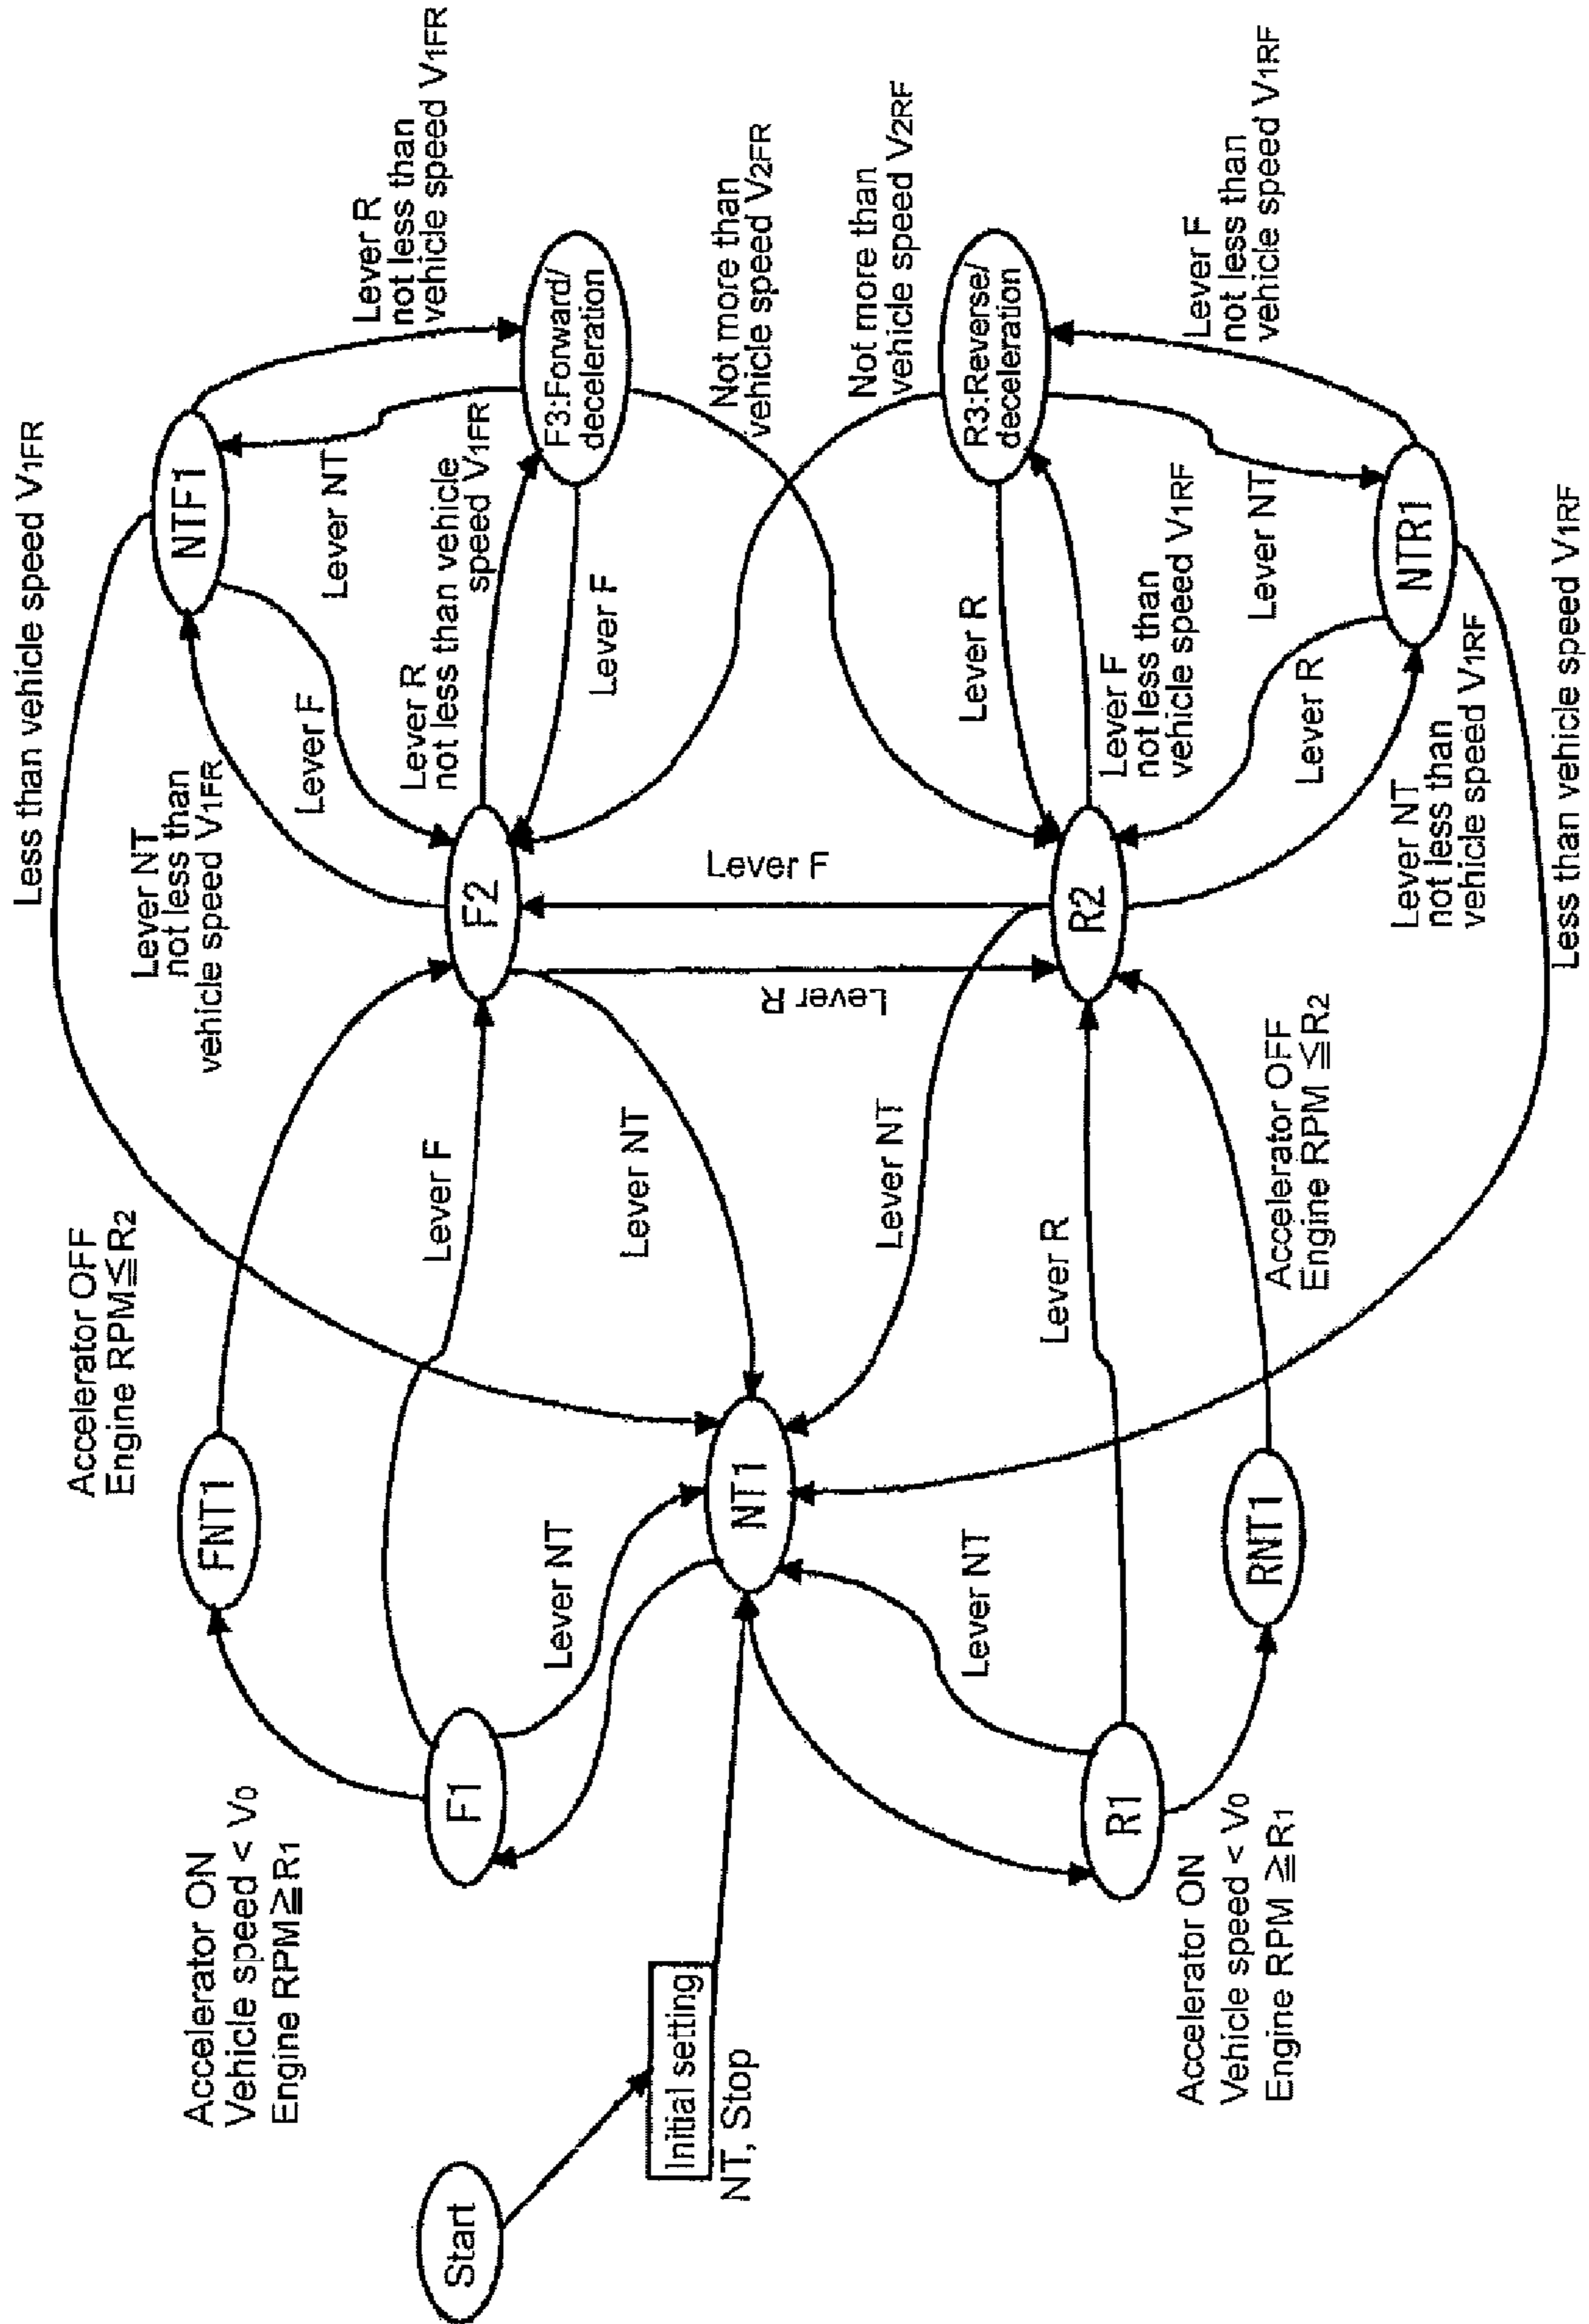 Start
Initial setting
NT, Stop
Accelerator ON
Vehicle speed < V0
Engine RPM≧R1
F1
Accelerator OFF
Engine RPM≦R2
FNT1
Lever NT
Lever F
NT1
Lever NT
Lever NT
Lever NT
R1
Accelerator ON
Vehicle speed < V0
Engine RPM ≧R1
RNT1
Lever R
Accelerator OFF
Engine RPM ≦R2
Less than vehicle speed V1FR
Lever NT
not less than
vehicle speed V1FR
Lever F
NTF1
F2
Lever R
not less than vehicle
speed V1FR
Lever NT
Lever F
Lever R
not less than
vehicle speed V1FR
F3:Forward/
deceleration
Not more than
vehicle speed V2FR
Lever F
Lever R
Not more than
vehicle speed V2RF
R3:Reverse/
deceleration
Lever R
R2
Lever F
not less than
vehicle speed V1RF
Lever NT
Lever F
not less than
vehicle speed V1RF
Lever R
NTR1
Lever NT
not less than
vehicle speed V1RF
Less than vehicle speed V1RF